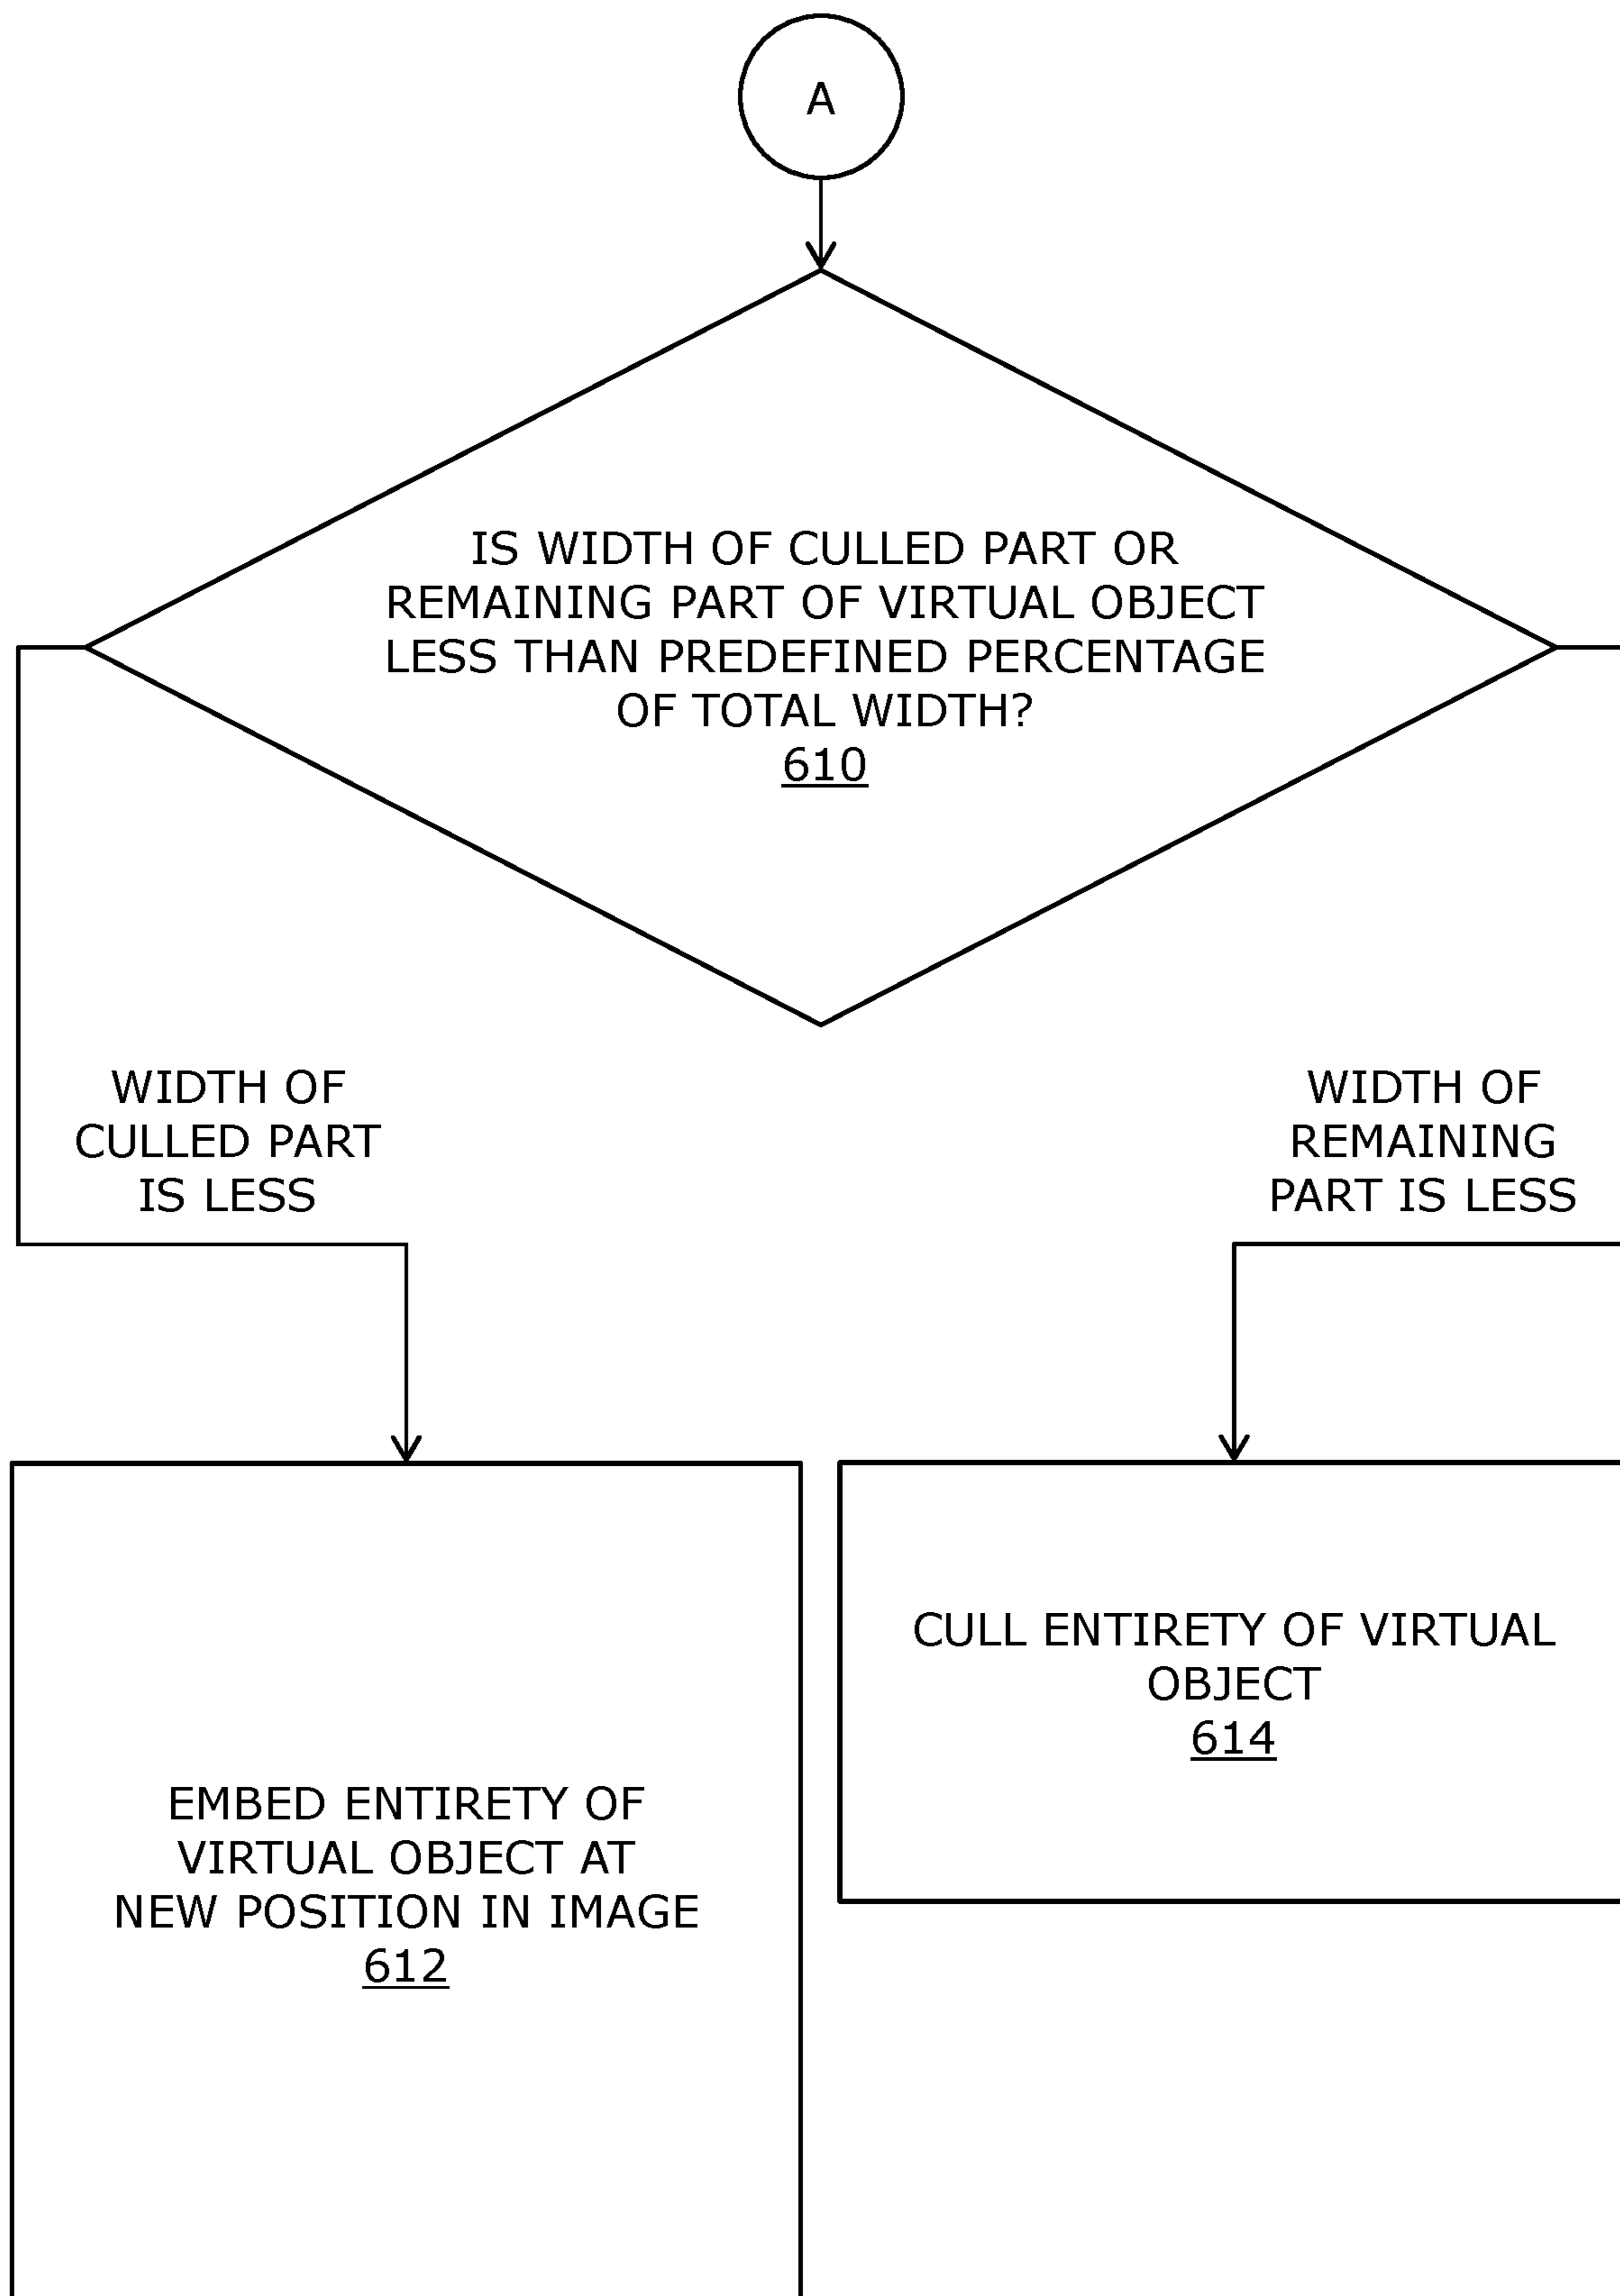 A
IS WIDTH OF CULLED PART OR
REMAINING PART OF VIRTUAL OBJECT
LESS THAN PREDEFINED PERCENTAGE
OF TOTAL WIDTH?
610
WIDTH OF
CULLED PART
IS LESS
WIDTH OF
REMAINING
PART IS LESS
CULL ENTIRETY OF VIRTUAL
OBJECT
614
EMBED ENTIRETY OF
VIRTUAL OBJECT AT
NEW POSITION IN IMAGE
612